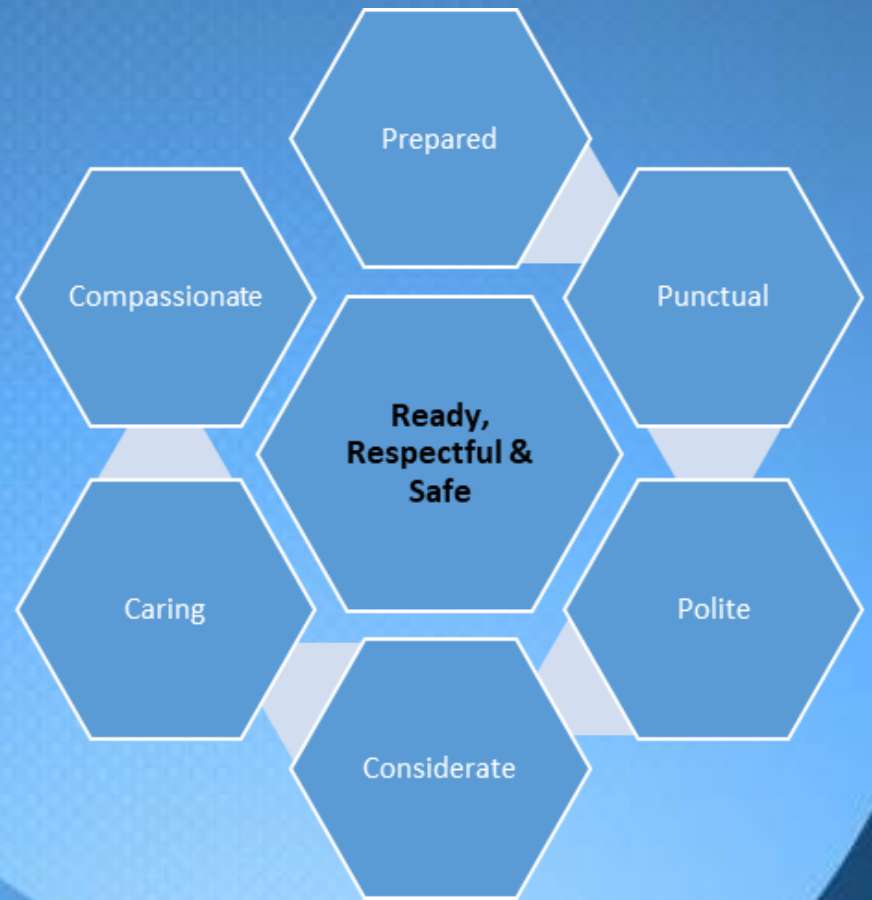 Prepared
Compassionate
Punctual
Ready,
Respectful &
Safe
Caring
Polite
Considerate